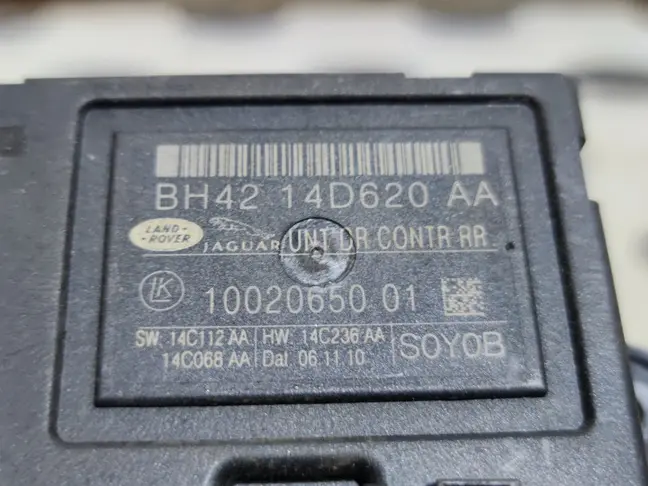 BH42 14D620 AA
LAND-
-ROVER
JAGUAR UNT DR CONTR RR
LK 10020650 01
SW: 14C112 AA HW: 14C236 AA
14C068 AA Dat 06.11.10
SOYOB